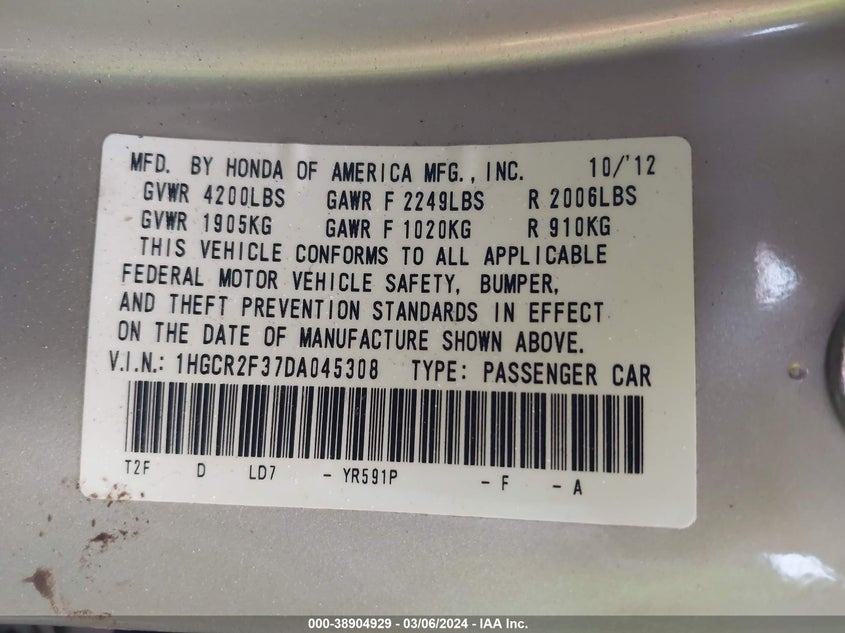 MFD. BY HONDA OF AMERICA MFG., INC. 10/'12
GVWR 4200LBS GAWR F 2249LBS R 2006LBS
GVWR 1905KG GAWR F 1020KG R 910KG
THIS VEHICLE CONFORMS TO ALL APPLICABLE
FEDERAL MOTOR VEHICLE SAFETY, BUMPER,
AND THEFT PREVENTION STANDARDS IN EFFECT
ON THE DATE OF MANUFACTURE SHOWN ABOVE.
V.I.N.: 1HGCR2F37DA045308 TYPE: PASSENGER CAR
T2F D LD7 - YR591P - F - A
000-38904929 - 03/06/2024 - IAA Inc.